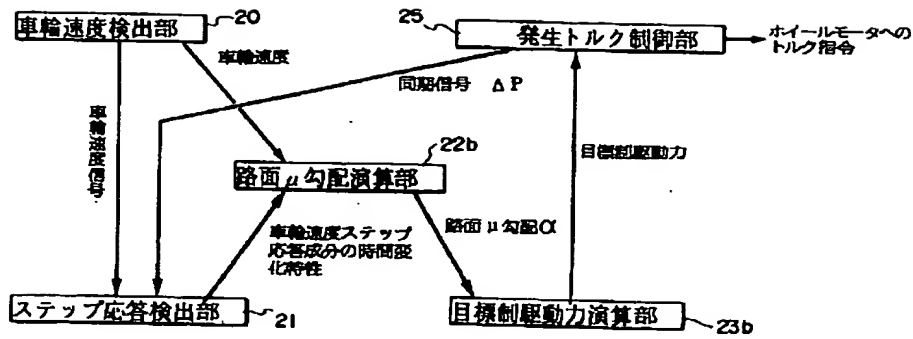 車輪速度検出部
20
25
発生トルク制御部
ホイールモータへの
トルク指令
車輪速度
同期信号 ΔP
車輪速度信号
目標制駆動力
22b
路面μ勾配演算部
車輪速度ステップ
応答成分の時間変
化特性
路面μ勾配α
ステップ応答検出部
21
目標制駆動力演算部
23b